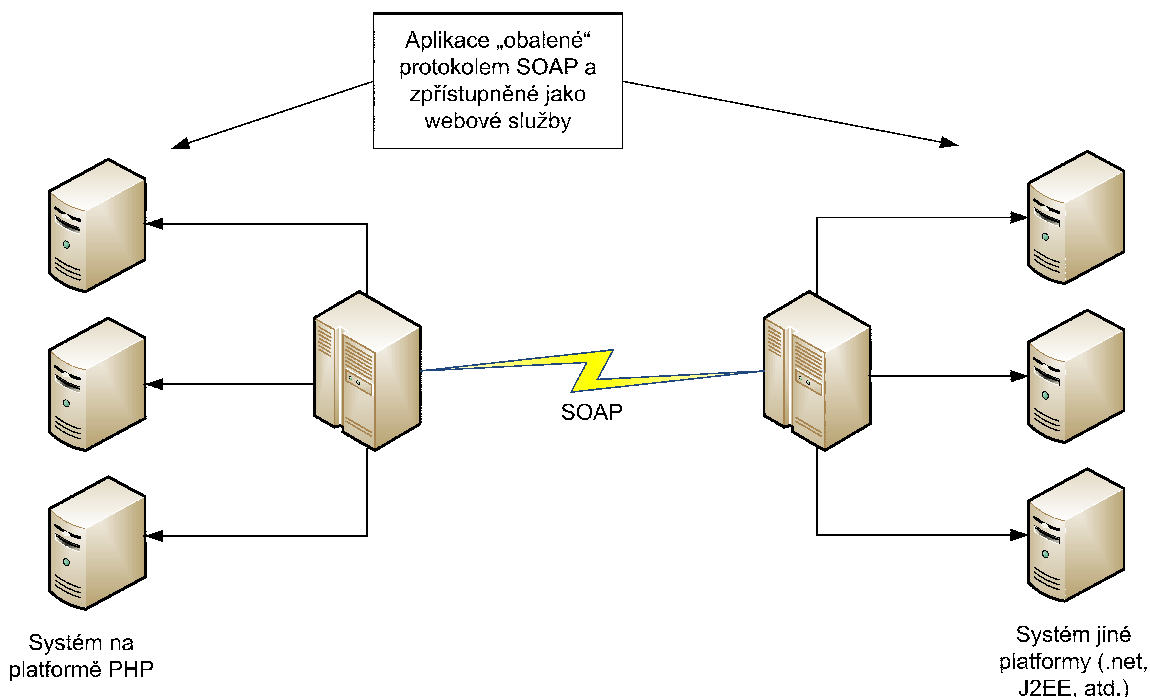 Aplikace „obalené“
protokolem SOAP a
zpřístupněné jako
webové služby
SOAP
Systém na
platformě PHP
Systém jiné
platformy (.net,
J2EE, atd.)